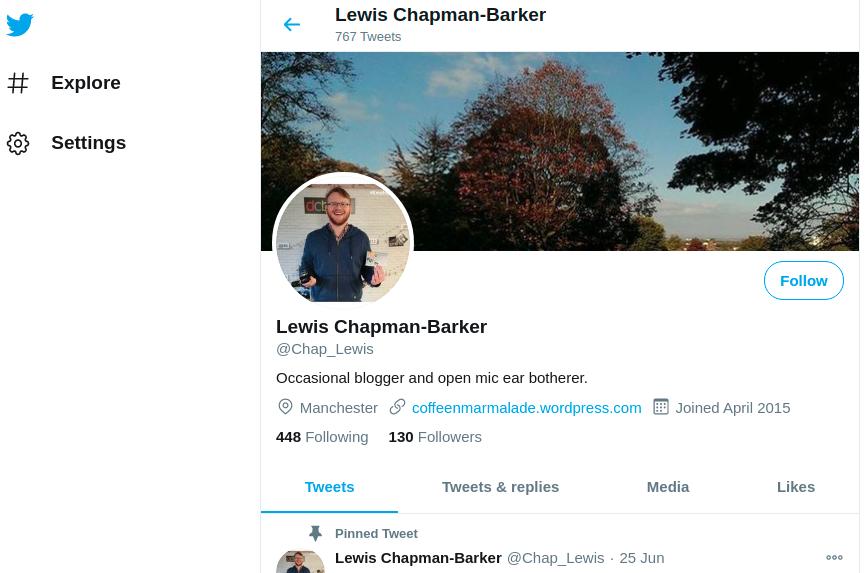 Lewis Chapman-Barker
767 Tweets
Explore
Settings
Follow
Lewis Chapman-Barker
@Chap_Lewis
Occasional blogger and open mic ear botherer.
Manchester coffeenmarmalade.wordpress.com Joined April 2015
448 Following 130 Followers
Tweets Tweets & replies Media Likes
Pinned Tweet
Lewis Chapman-Barker @Chap_Lewis · 25 Jun